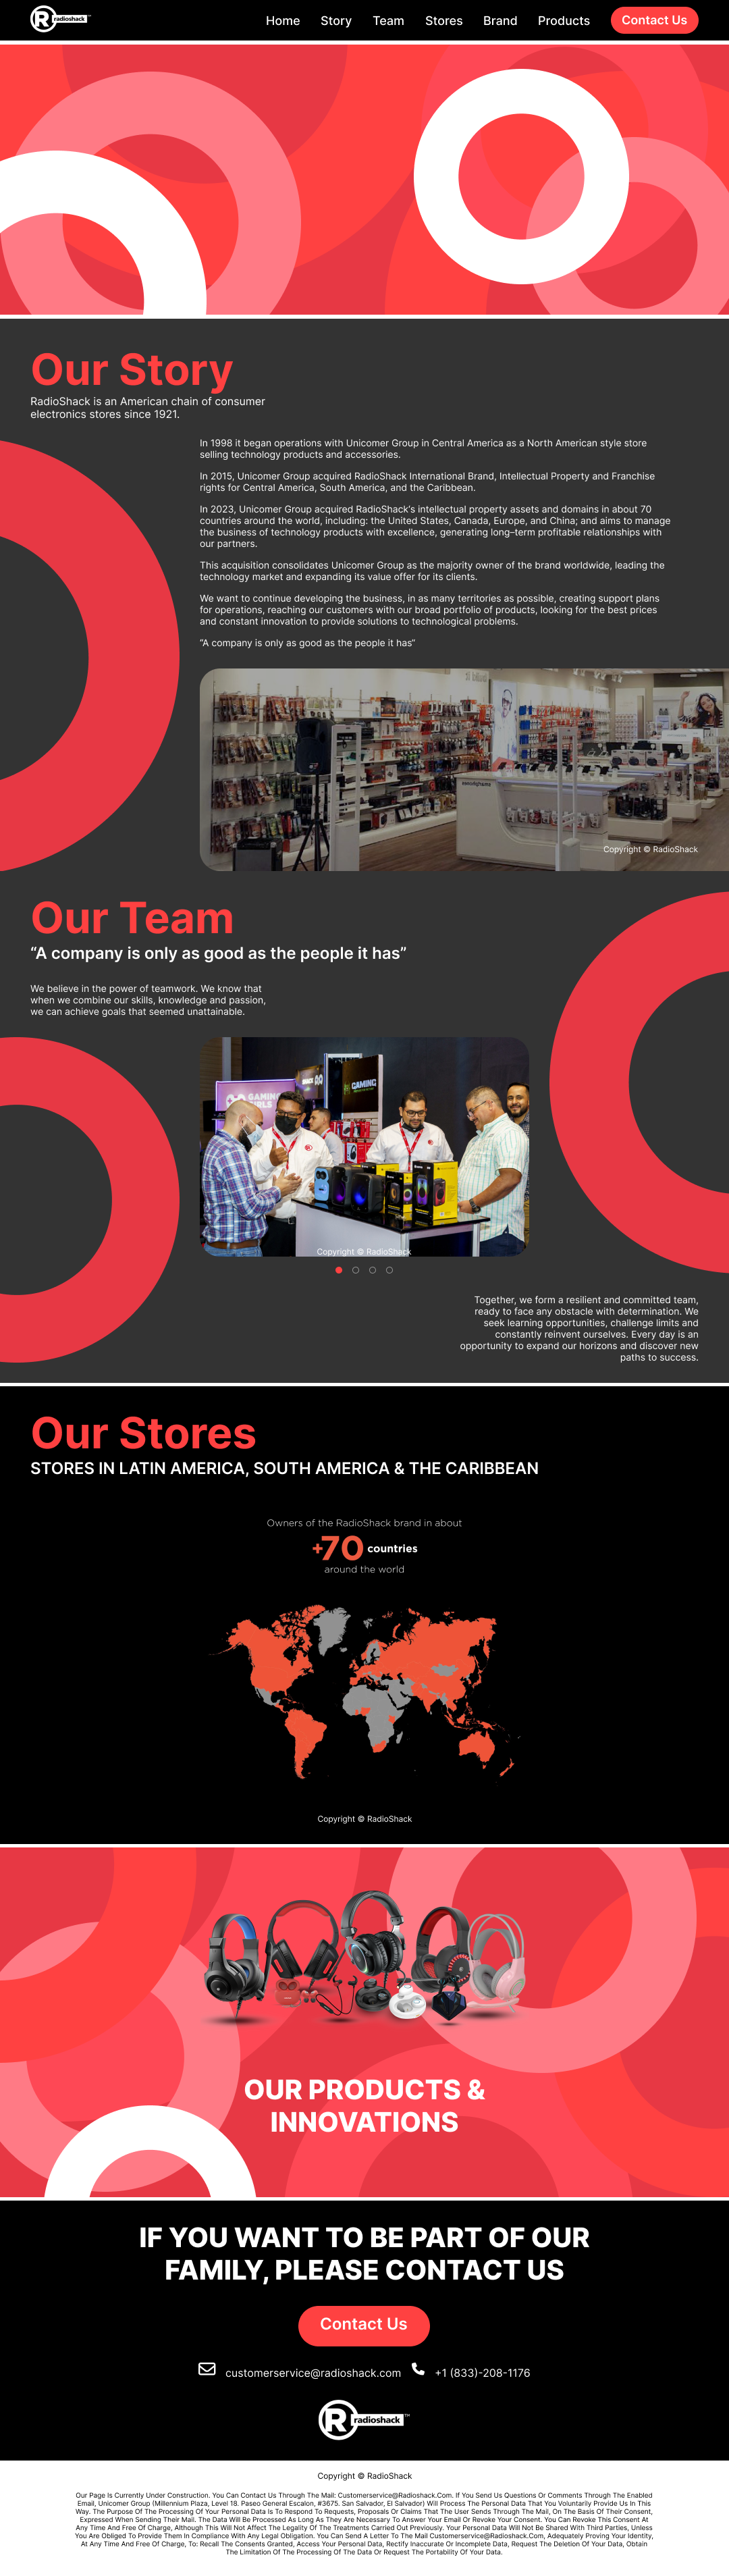 radioshack
Home Story Team Stores Brand Products Contact Us
Our Story
RadioShack is an American chain of consumer
electronics stores since 1921.
In 1998 it began operations with Unicomer Group in Central America as a North American style store
selling technology products and accessories.
In 2015, Unicomer Group acquired RadioShack International Brand, Intellectual Property and Franchise
rights for Central America, South America, and the Caribbean.
In 2023, Unicomer Group acquired RadioShack's intellectual property assets and domains in about 70
countries around the world, including: the United States, Canada, Europe, and China; and aims to manage
the business of technology products with excellence, generating long–term profitable relationships with
our partners.
This acquisition consolidates Unicomer Group as the majority owner of the brand worldwide, leading the
technology market and expanding its value offer for its clients.
We want to continue developing the business, in as many territories as possible, creating support plans
for operations, reaching our customers with our broad portfolio of products, looking for the best prices
and constant innovation to provide solutions to technological problems.
"A company is only as good as the people it has"
Copyright © RadioShack
Our Team
“A company is only as good as the people it has”
We believe in the power of teamwork. We know that
when we combine our skills, knowledge and passion,
we can achieve goals that seemed unattainable.
GAMING
GAMING
Copyright © RadioShack
Together, we form a resilient and committed team,
ready to face any obstacle with determination. We
seek learning opportunities, challenge limits and
constantly reinvent ourselves. Every day is an
opportunity to expand our horizons and discover new
paths to success.
Our Stores
STORES IN LATIN AMERICA, SOUTH AMERICA & THE CARIBBEAN
Owners of the RadioShack brand in about
+70 countries
around the world
Copyright © RadioShack
OUR PRODUCTS &
INNOVATIONS
IF YOU WANT TO BE PART OF OUR
FAMILY, PLEASE CONTACT US
Contact Us
customerservice@radioshack.com +1 (833)-208-1176
R radioshack ™
Copyright © RadioShack
Our Page Is Currently Under Construction. You Can Contact Us Through The Mail: Customerservice@Radioshack.Com. If You Send Us Questions Or Comments Through The Enabled
Email, Unicomer Group (Millennium Plaza, Level 18. Paseo General Escalon, #3675. San Salvador, El Salvador) Will Process The Personal Data That You Voluntarily Provide Us In This
Way. The Purpose Of The Processing Of Your Personal Data Is To Respond To Requests, Proposals Or Claims That The User Sends Through The Mail, On The Basis Of Their Consent,
Expressed When Sending Their Mail. The Data Will Be Processed As Long As They Are Necessary To Answer Your Email Or Revoke Your Consent. You Can Revoke This Consent At
Any Time And Free Of Charge, Although This Will Not Affect The Legality Of The Treatments Carried Out Previously. Your Personal Data Will Not Be Shared With Third Parties, Unless
You Are Obliged To Provide Them In Compliance With Any Legal Obligation. You Can Send A Letter To The Mail Customerservice@Radioshack.Com, Adequately Proving Your Identity,
At Any Time And Free Of Charge, To: Recall The Consents Granted, Access Your Personal Data, Rectify Inaccurate Or Incomplete Data, Request The Deletion Of Your Data, Obtain
The Limitation Of The Processing Of The Data Or Request The Portability Of Your Data.